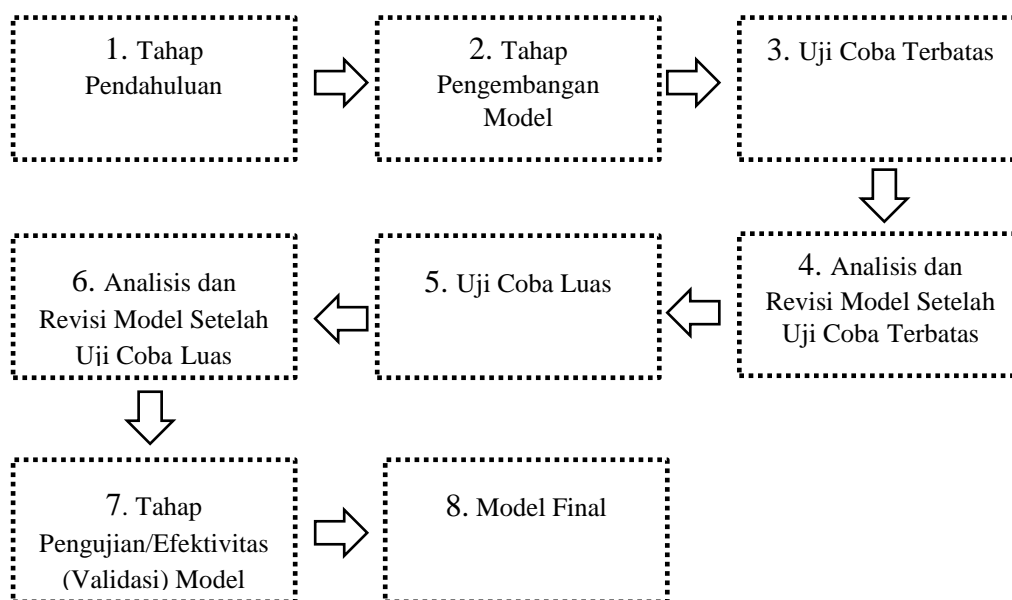 1. Tahap
Pendahuluan
2. Tahap
Pengembangan
Model
3. Uji Coba Terbatas
4. Analisis dan
Revisi Model Setelah
Uji Coba Terbatas
5. Uji Coba Luas
6. Analisis dan
Revisi Model Setelah
Uji Coba Luas
7. Tahap
Pengujian/Efektivitas
(Validasi) Model
8. Model Final